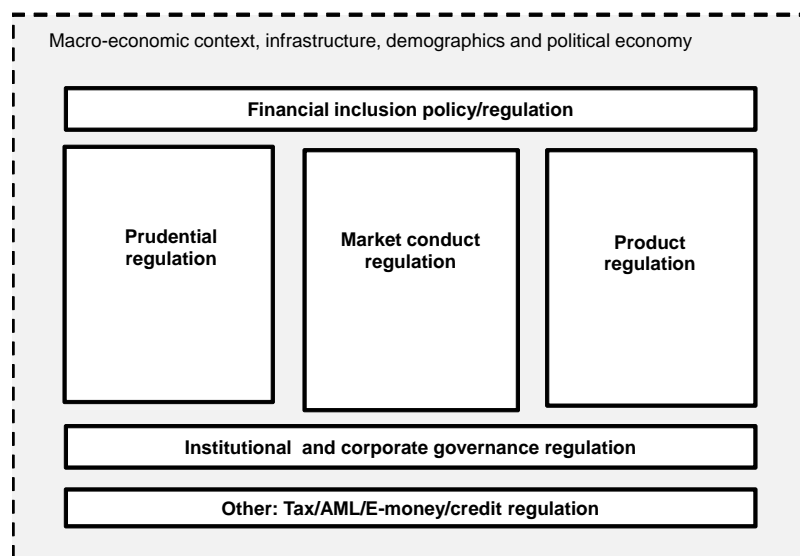 Macro-economic context, infrastructure, demographics and political economy
Financial inclusion policy/regulation
Prudential
regulation
Market conduct
regulation
Product
regulation
Institutional  and corporate governance regulation
Other: Tax/AML/E-money/credit regulation